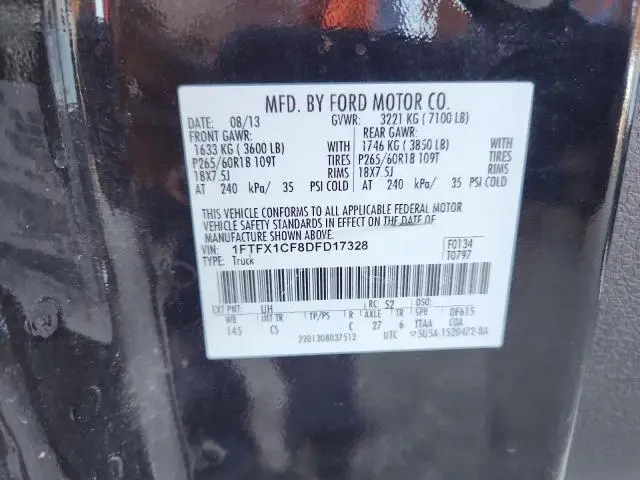 MFD. BY FORD MOTOR CO.
DATE: 08/13 GVWR: 3221 KG ( 7100 LB)
FRONT GAWR: REAR GAWR:
1633 KG ( 3600 LB) WITH 1746 KG ( 3850 LB) WITH
P265/60R18 109T TIRES P265/60R18 109T TIRES
18X7.5J RIMS 18X7.5J RIMS
AT 240 kPa/ 35 PSI COLD AT 240 kPa/ 35 PSI COLD
THIS VEHICLE CONFORMS TO ALL APPLICABLE FEDERAL MOTOR
VEHICLE SAFETY STANDARDS IN EFFECT ON THE DATE OF
MANUFACTURE SHOWN ABOVE.
VIN: 1FTFX1CF8DFD17328 F0134
TYPE: Truck T0797
EXT PNT: UH RC: 52 DSO:
WB INT TR TP/PS R AXLE TR SPR DF615
145 CS C 27 6 TTAA COA
2201308037512 UTC 5U5A-1520472-BA